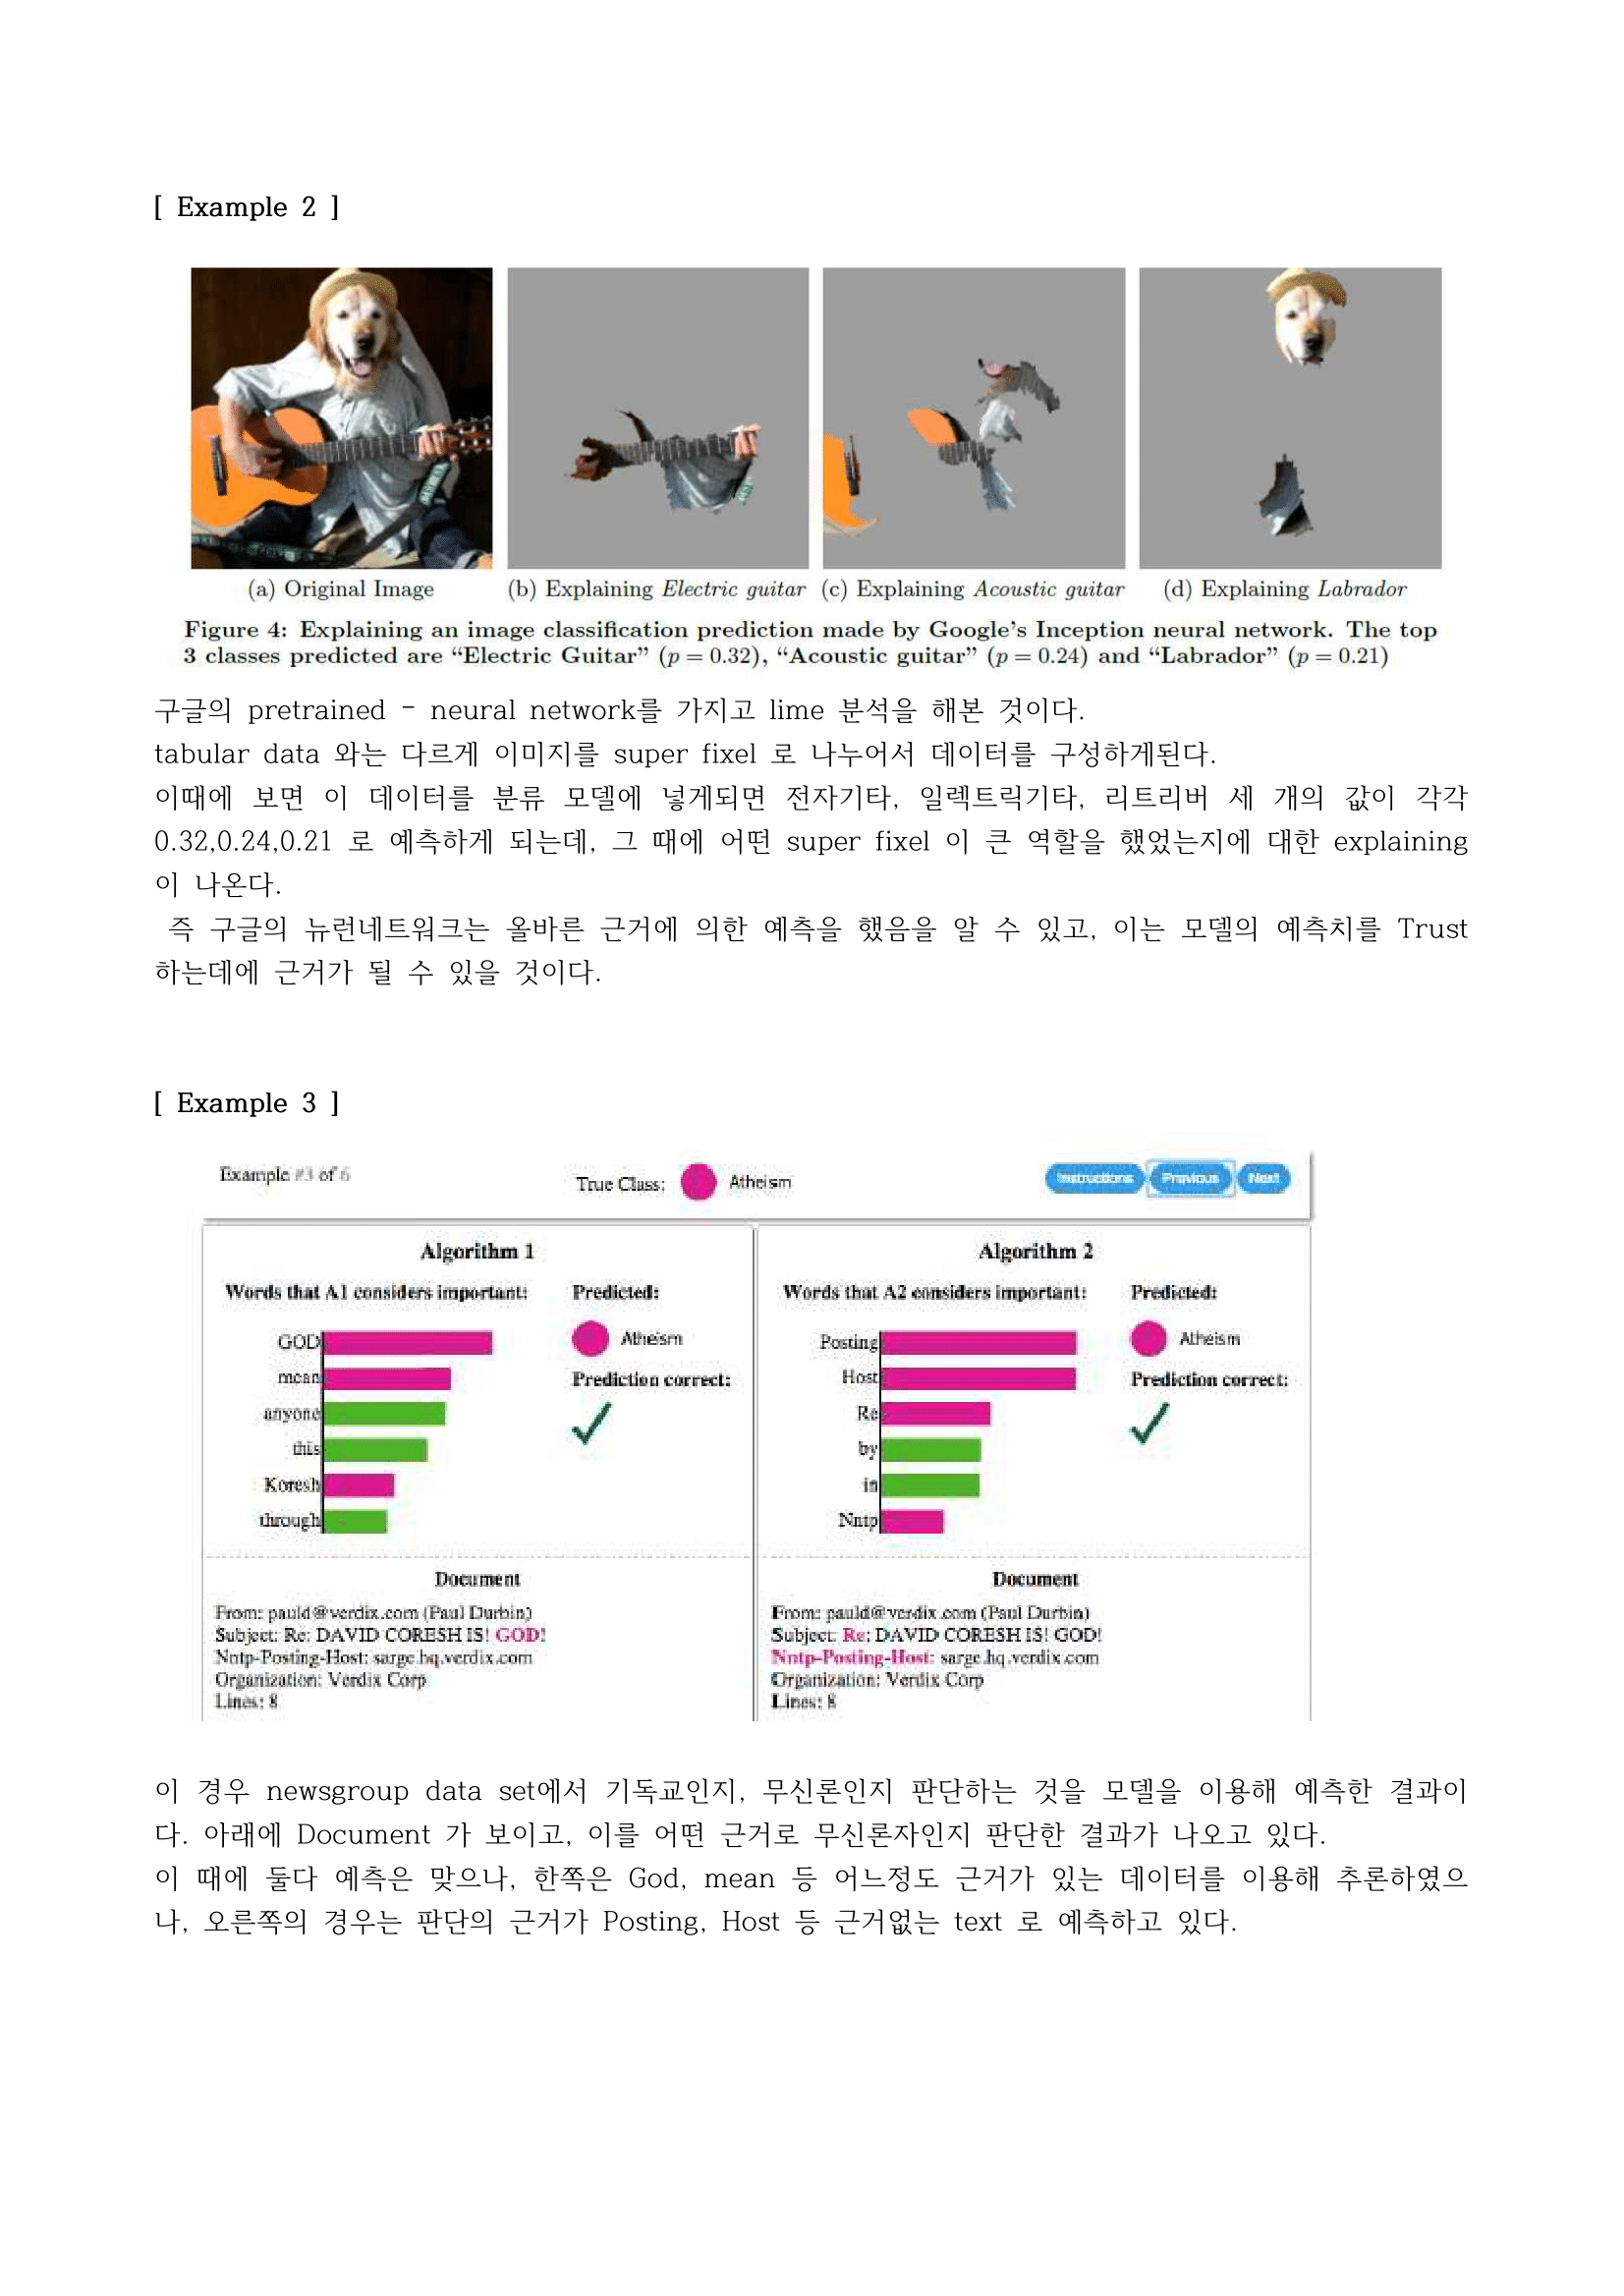 [ Example 2 ]
(a) Original Image (b) Explaining Electric guitar (c) Explaining Acoustic guitar (d) Explaining Labrador
Figure 4: Explaining an image classification prediction made by Google's Inception neural network. The top
3 classes predicted are “Electric Guitar” (p = 0.32), “Acoustic guitar” (p = 0.24) and “Labrador” (p = 0.21)
구글의 pretrained - neural network를 가지고 lime 분석을 해본 것이다.
tabular data 와는 다르게 이미지를 super fixel 로 나누어서 데이터를 구성하게된다.
이때에 보면 이 데이터를 분류 모델에 넣게되면 전자기타, 일렉트릭기타, 리트리버 세 개의 값이 각각
0.32,0.24,0.21 로 예측하게 되는데, 그 때에 어떤 super fixel 이 큰 역할을 했었는지에 대한 explaining
이 나온다.
즉 구글의 뉴런네트워크는 올바른 근거에 의한 예측을 했음을 알 수 있고, 이는 모델의 예측치를 Trust
하는데에 근거가 될 수 있을 것이다.
[ Example 3 ]
Example #3 of 6 True Class: Atheism Instructions Previous Next
Algorithm 1
Words that A1 considers important: Predicted:
GOD
mean
anyone
this
Koresh
through
Atheism
Prediction correct:
Document
From: pauld@verdix.com (Paul Durbin)
Subject: Re: DAVID CORESH IS! GOD!
Nntp-Posting-Host: sarge.hq.verdix.com
Organization: Verdix Corp
Lines: 8
Algorithm 2
Words that A2 considers important: Predicted:
Posting
Host
Re
by
in
Nntp
Atheism
Prediction correct:
Document
From: pauld@verdix.com (Paul Durbin)
Subject: Re: DAVID CORESH IS! GOD!
Nntp-Posting-Host: sarge.hq.verdix.com
Organization: Verdix Corp
Lines: 8
이 경우 newsgroup data set에서 기독교인지, 무신론인지 판단하는 것을 모델을 이용해 예측한 결과이
다. 아래에 Document 가 보이고, 이를 어떤 근거로 무신론자인지 판단한 결과가 나오고 있다.
이 때에 둘다 예측은 맞으나, 한쪽은 God, mean 등 어느정도 근거가 있는 데이터를 이용해 추론하였으
나, 오른쪽의 경우는 판단의 근거가 Posting, Host 등 근거없는 text 로 예측하고 있다.